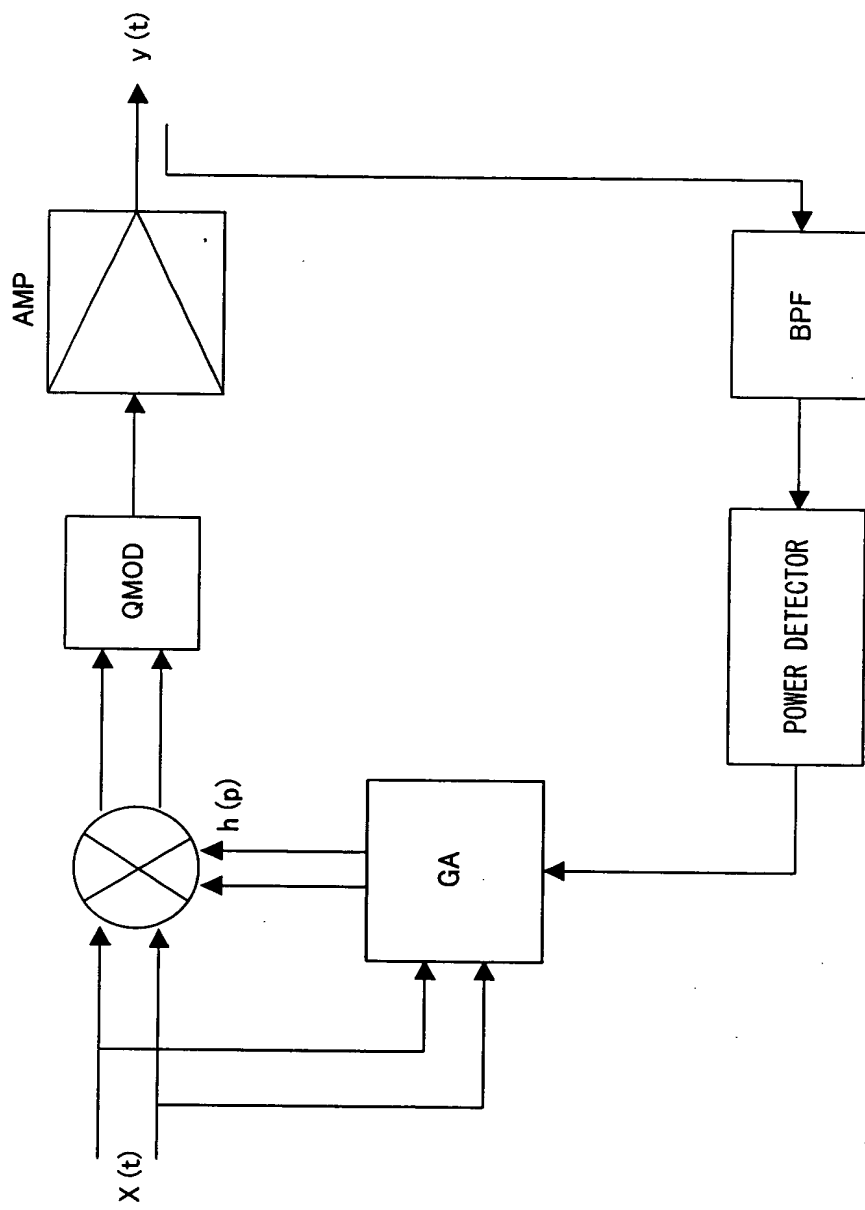 X (t)
h (p)
QMOD
AMP
y (t)
GA
POWER DETECTOR
BPF